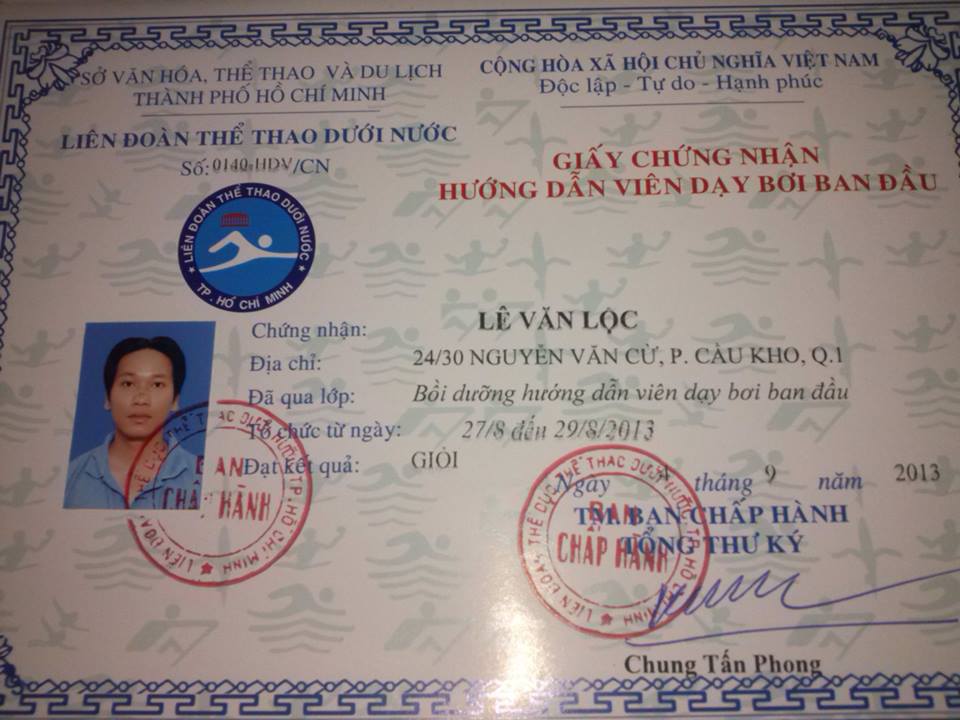 SỞ VĂN HÓA, THỂ THAO VÀ DU LỊCH
THÀNH PHỐ HỒ CHÍ MINH
LIÊN ĐOÀN THỂ THAO DƯỚI NƯỚC
Số: 0140-HDV/CN
CỘNG HÒA XÃ HỘI CHỦ NGHĨA VIỆT NAM
Độc lập - Tự do - Hạnh phúc
GIẤY CHỨNG NHẬN
HƯỚNG DẪN VIÊN DẠY BƠI BAN ĐẦU
LIÊN ĐOÀN THỂ THAO DƯỚI NƯỚC
TP. HỒ CHÍ MINH
Chứng nhận: LÊ VĂN LỘC
Địa chỉ: 24/30 NGUYỄN VĂN CỪ, P. CẦU KHO, Q.1
Đã qua lớp: Bồi dưỡng hướng dẫn viên dạy bơi ban đầu
Tổ chức từ ngày: 27/8 đến 29/8/2013
Đạt kết quả: GIỎI
BAN
CHẤP HÀNH
Ngày 4 tháng 9 năm 2013
TM. BAN CHẤP HÀNH
TỔNG THƯ KÝ
BAN
CHẤP HÀNH
Chung Tấn Phong